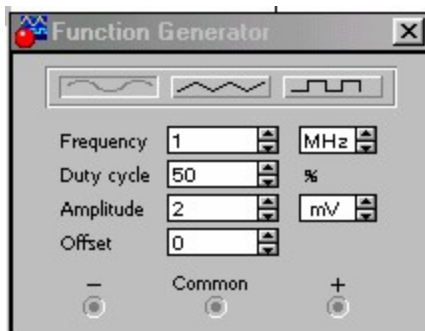 Function Generator
Frequency 1 MHz
Duty cycle 50 %
Amplitude 2 mV
Offset 0
− Common +